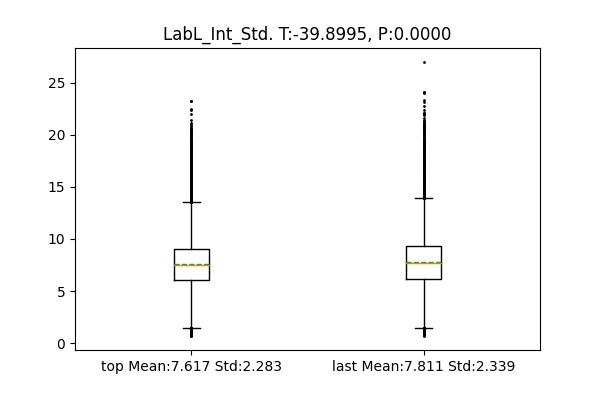 LabL_Int_Std. T:-39.8995, P:0.0000
25
20
15
10
5
0
top Mean:7.617 Std:2.283
last Mean:7.811 Std:2.339